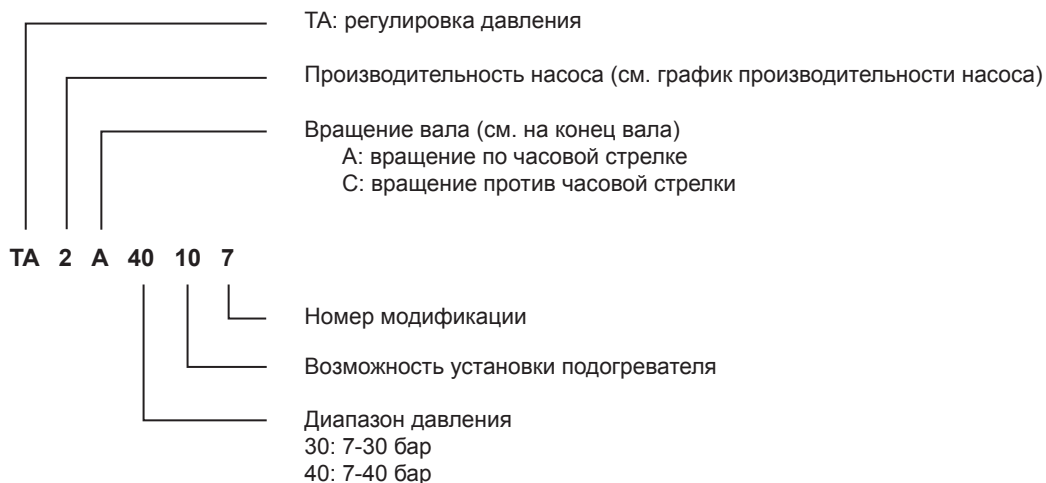 TA: регулировка давления
Производительность насоса (см. график производительности насоса)
Вращение вала (см. на конец вала)
A: вращение по часовой стрелке
C: вращение против часовой стрелки
TA 2 A 40 10 7
Номер модификации
Возможность установки подогревателя
Диапазон давления
30: 7-30 бар
40: 7-40 бар